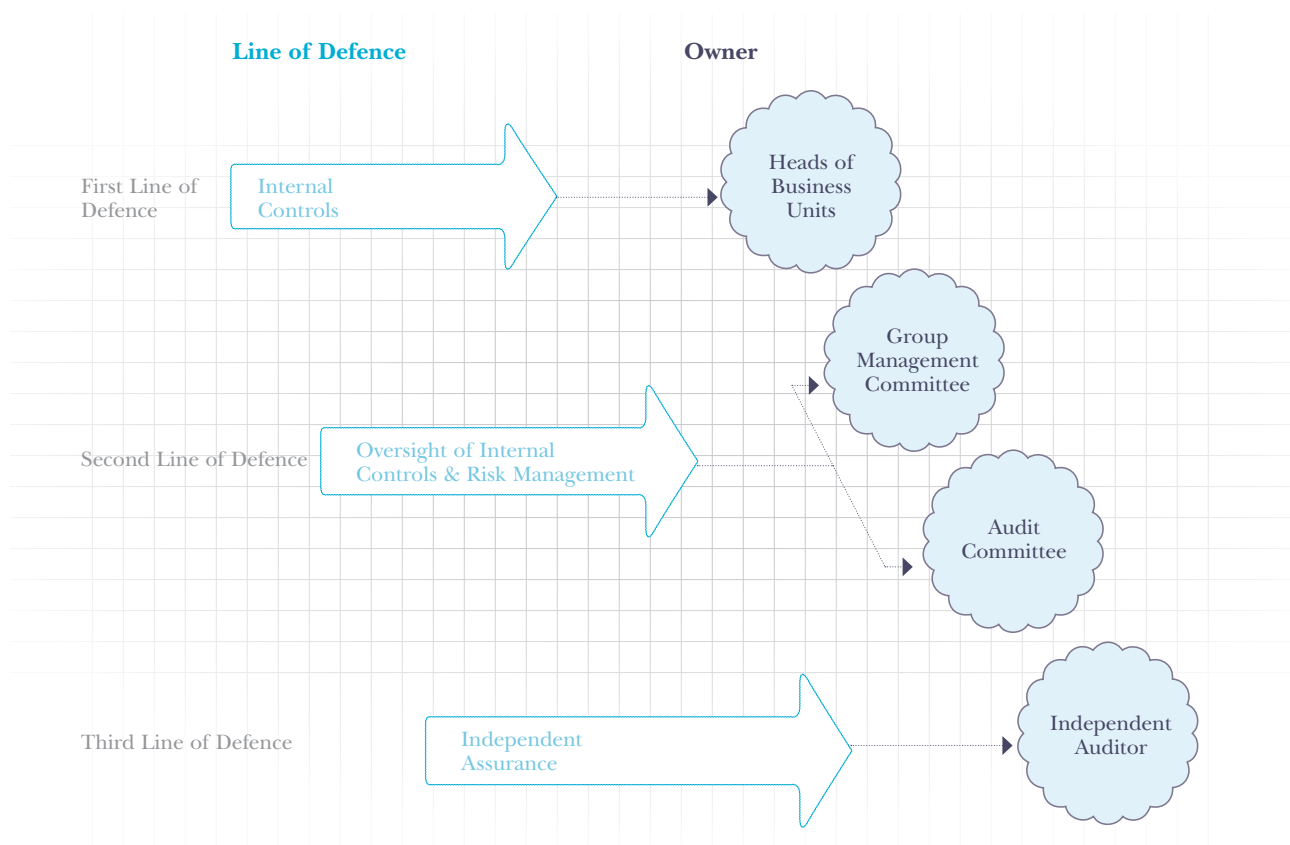 Line of Defence
Owner
First Line of
Defence
Internal
Controls
Heads of
Business
Units
Group
Management
Committee
Second Line of Defence
Oversight of Internal
Controls & Risk Management
Audit
Committee
Third Line of Defence
Independent
Assurance
Independent
Auditor